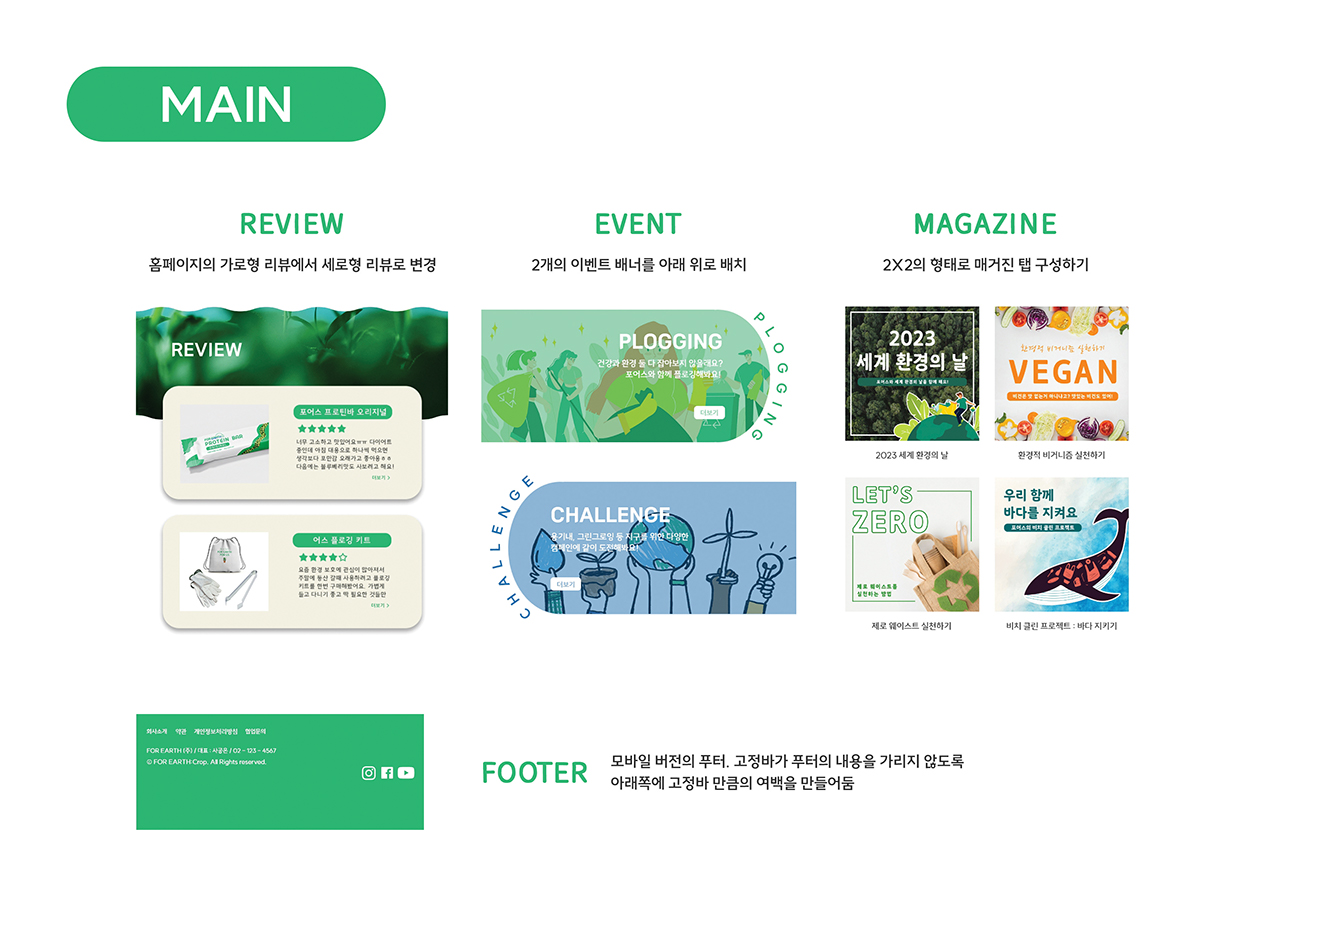 MAIN
REVIEW
홈페이지의 가로형 리뷰에서 세로형 리뷰로 변경
REVIEW
포어스 프로틴바 오리지널
너무 고소하고 맛있어요ㅠㅠ 다이어트
중인데 아침 대용으로 하나씩 먹으면
생각보다 포만감 오래가고 좋아용ㅎㅎ
다음에는 블루베리맛도 사보려고 해요!
더보기 >
PROTEIN BAR
어스 플로깅 키트
요즘 환경 보호에 관심이 많아져서
주말에 등산 갈때 사용하려고 플로깅
키트를 한번 구매해봤어요. 가볍게
들고 다니기 좋고 딱 필요한 것들만
더보기 >
EVENT
2개의 이벤트 배너를 아래 위로 배치
PLOGGING
건강과 환경 둘 다 잡아보지 않을래요?
포어스와 함께 플로깅해봐요!
더보기
PLOGGING
CHALLENGE
CHALLENGE
용기내, 그린그로잉 등 지구를 위한 다양한
캠페인에 같이 도전해봐요!
더보기
MAGAZINE
2X2의 형태로 매거진 탭 구성하기
2023
세계 환경의 날
포어스와 세계 환경의 날을 함께 해요!
2023 세계 환경의 날
환경적 비거니즘 실천하기
VEGAN
비건은 맛 없는거 아니냐고? 맛있는 비건도 있어!
환경적 비거니즘 실천하기
LET'S
ZERO
제로 웨이스트를
실천하는 방법
제로 웨이스트 실천하기
우리 함께
바다를 지켜요
포어스의 비치 클린 프로젝트
비치 클린 프로젝트 : 바다 지키기
회사소개 약관 개인정보처리방침 협업문의
FOR EARTH (주) / 대표 : 사공은 / 02 - 123 - 4567
© FOR EARTH Crop. All Rights reserved.
FOOTER
모바일 버전의 푸터. 고정바가 푸터의 내용을 가리지 않도록
아래쪽에 고정바 만큼의 여백을 만들어둠